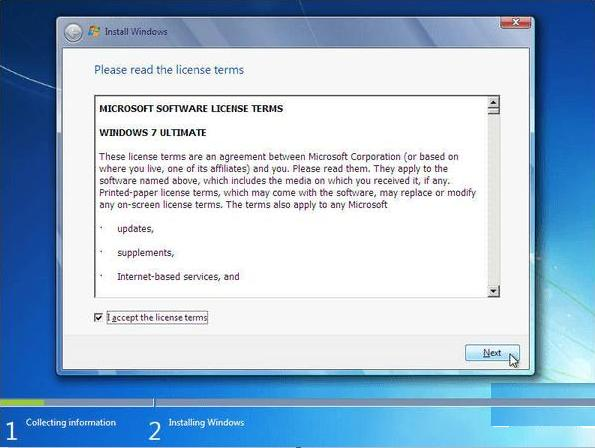 Install Windows
Please read the license terms
MICROSOFT SOFTWARE LICENSE TERMS
WINDOWS 7 ULTIMATE
These license terms are an agreement between Microsoft Corporation (or based on
where you live, one of its affiliates) and you. Please read them. They apply to the
software named above, which includes the media on which you received it, if any.
Printed-paper license terms, which may come with the software, may replace or modify
any on-screen license terms. The terms also apply to any Microsoft
· updates,
· supplements,
· Internet-based services, and
I accept the license terms
Next
1 Collecting information
2 Installing Windows